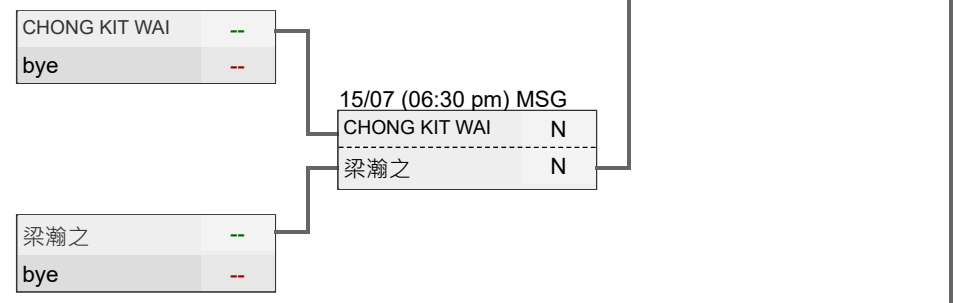 CHONG KIT WAI --
bye --
15/07 (06:30 pm) MSG
CHONG KIT WAI N
梁瀚之 N
梁瀚之 --
bye --